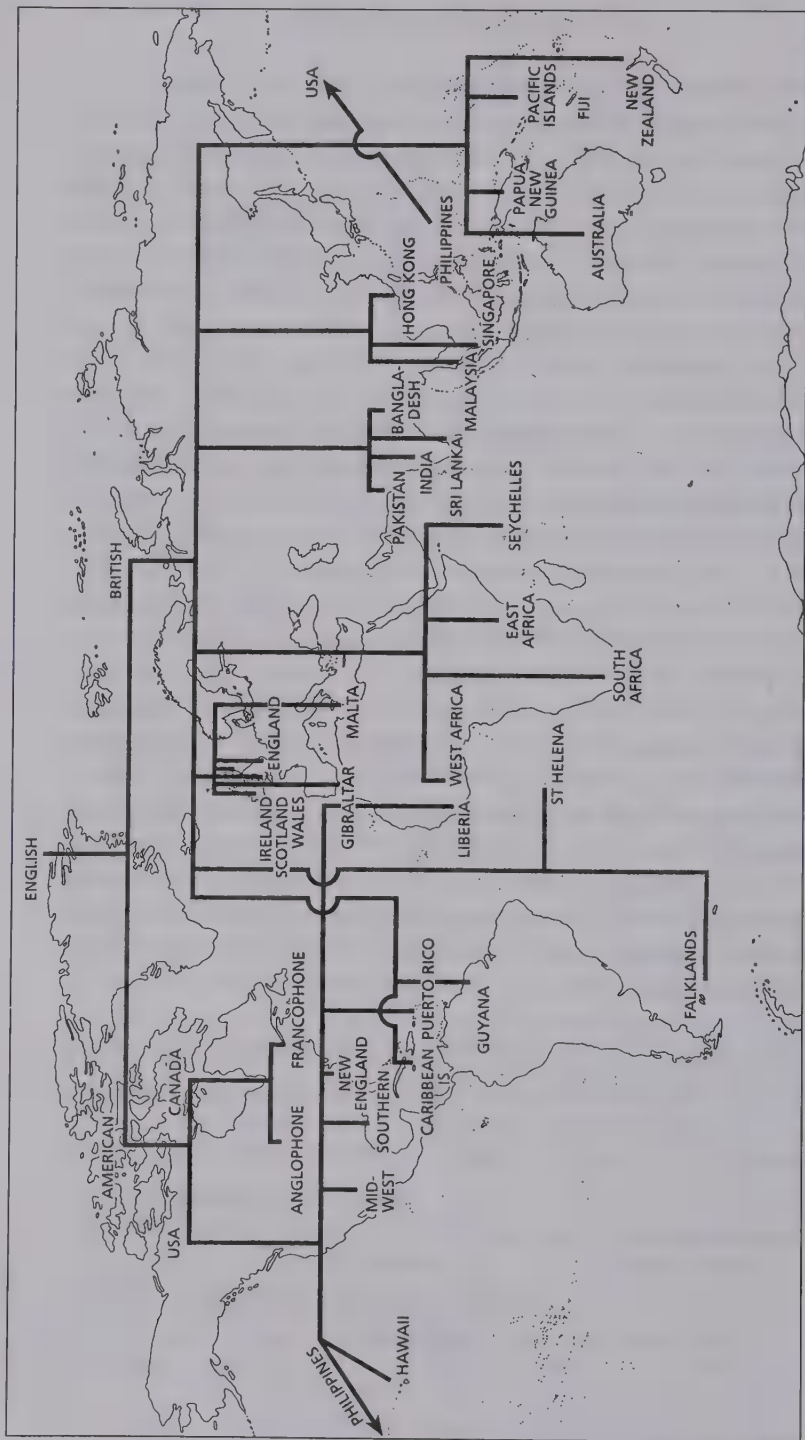 ENGLISH
AMERICAN
BRITISH
USA
CANADA
ANGLOPHONE
FRANCOPHONE
PHILIPPINES
HAWAII
MID-
WEST
SOUTHERN
NEW
ENGLAND
CARIBBEAN
IS
PUERTO RICO
GUYANA
FALKLANDS
ST HELENA
LIBERIA
IRELAND
SCOTLAND
WALES
ENGLAND
GIBRALTAR
MALTA
WEST AFRICA
SOUTH
AFRICA
EAST
AFRICA
SEYCHELLES
PAKISTAN
INDIA
SRI LANKA
BANGLA-
DESH
MALAYSIA
SINGAPORE
HONG KONG
PHILIPPINES
USA
PAPUA
NEW
GUINEA
AUSTRALIA
PACIFIC
ISLANDS
FIJI
NEW
ZEALAND